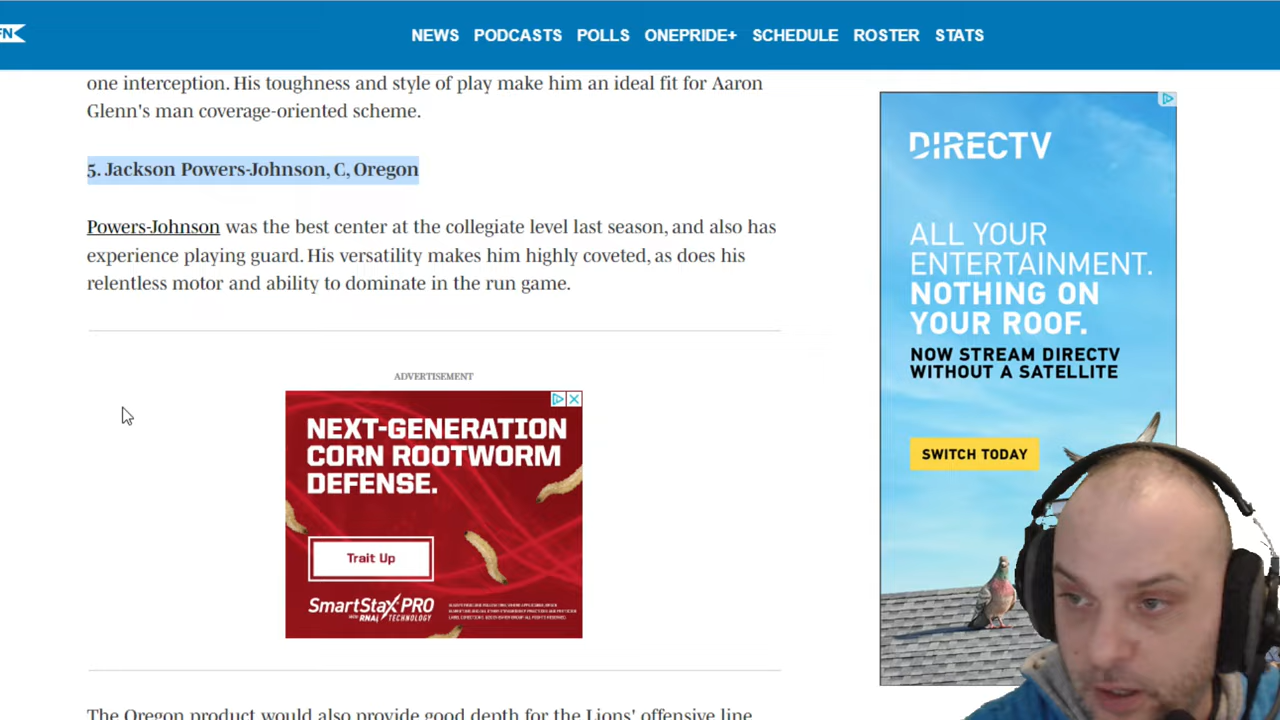 FN
NEWS PODCASTS POLLS ONEPRIDE+ SCHEDULE ROSTER STATS
one interception. His toughness and style of play make him an ideal fit for Aaron
Glenn's man coverage-oriented scheme.
5. Jackson Powers-Johnson, C, Oregon
Powers-Johnson was the best center at the collegiate level last season, and also has
experience playing guard. His versatility makes him highly coveted, as does his
relentless motor and ability to dominate in the run game.
ADVERTISEMENT
NEXT-GENERATION
CORN ROOTWORM
DEFENSE.
Trait Up
SmartStax PRO
WITH RNAi TECHNOLOGY
The Oregon product would also provide good depth for the Lions' offensive line
DIRECTV
ALL YOUR
ENTERTAINMENT.
NOTHING ON
YOUR ROOF.
NOW STREAM DIRECTV
WITHOUT A SATELLITE
SWITCH TODAY